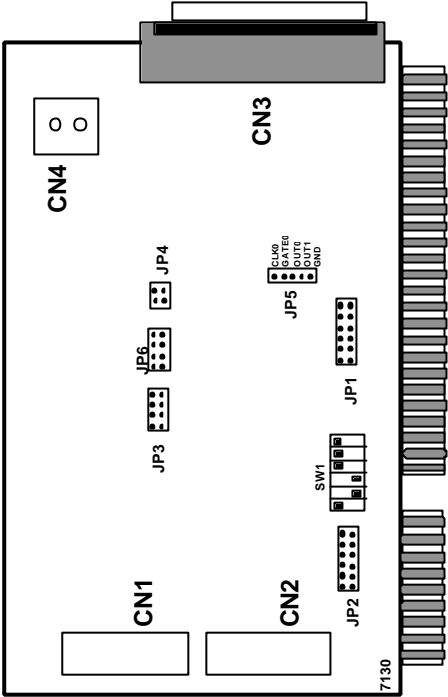 CN3
CN4
CLK0
GATE0
OUT0
OUT1
GND
JP4
JP5
JP6
JP1
JP3
SW1
CN1
CN2
JP2
7130